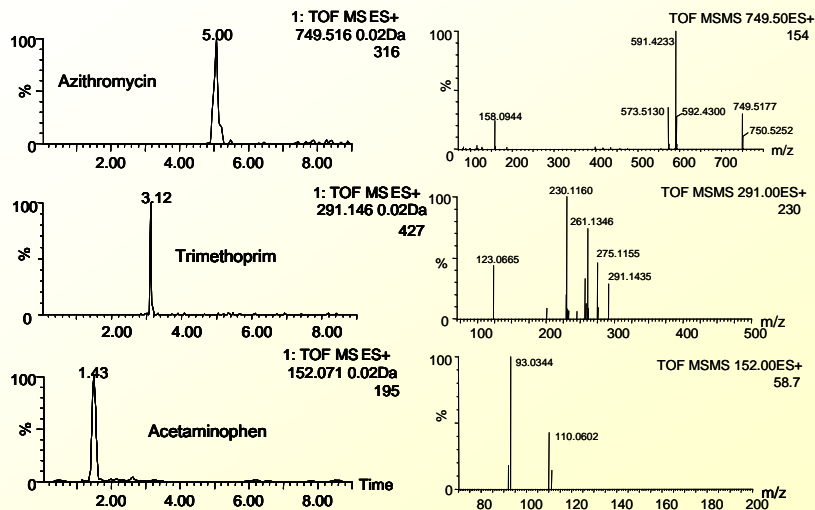 1: TOF MS ES+
749.516 0.02Da
316
5.00
100
%
0
Azithromycin
2.00 4.00 6.00 8.00
TOF MSMS 749.50ES+
154
100
%
0
591.4233
158.0944
573.5130
592.4300
749.5177
750.5252
100 200 300 400 500 600 700 m/z
1: TOF MS ES+
291.146 0.02Da
427
3.12
100
%
0
Trimethoprim
2.00 4.00 6.00 8.00
TOF MSMS 291.00ES+
230
100
%
0
230.1160
261.1346
123.0665
275.1155
291.1435
100 200 300 400 500 m/z
1: TOF MS ES+
152.071 0.02Da
195
1.43
100
%
0
Acetaminophen
2.00 4.00 6.00 8.00 Time
TOF MSMS 152.00ES+
58.7
100
%
0
93.0344
110.0602
80 100 120 140 160 180 200 m/z